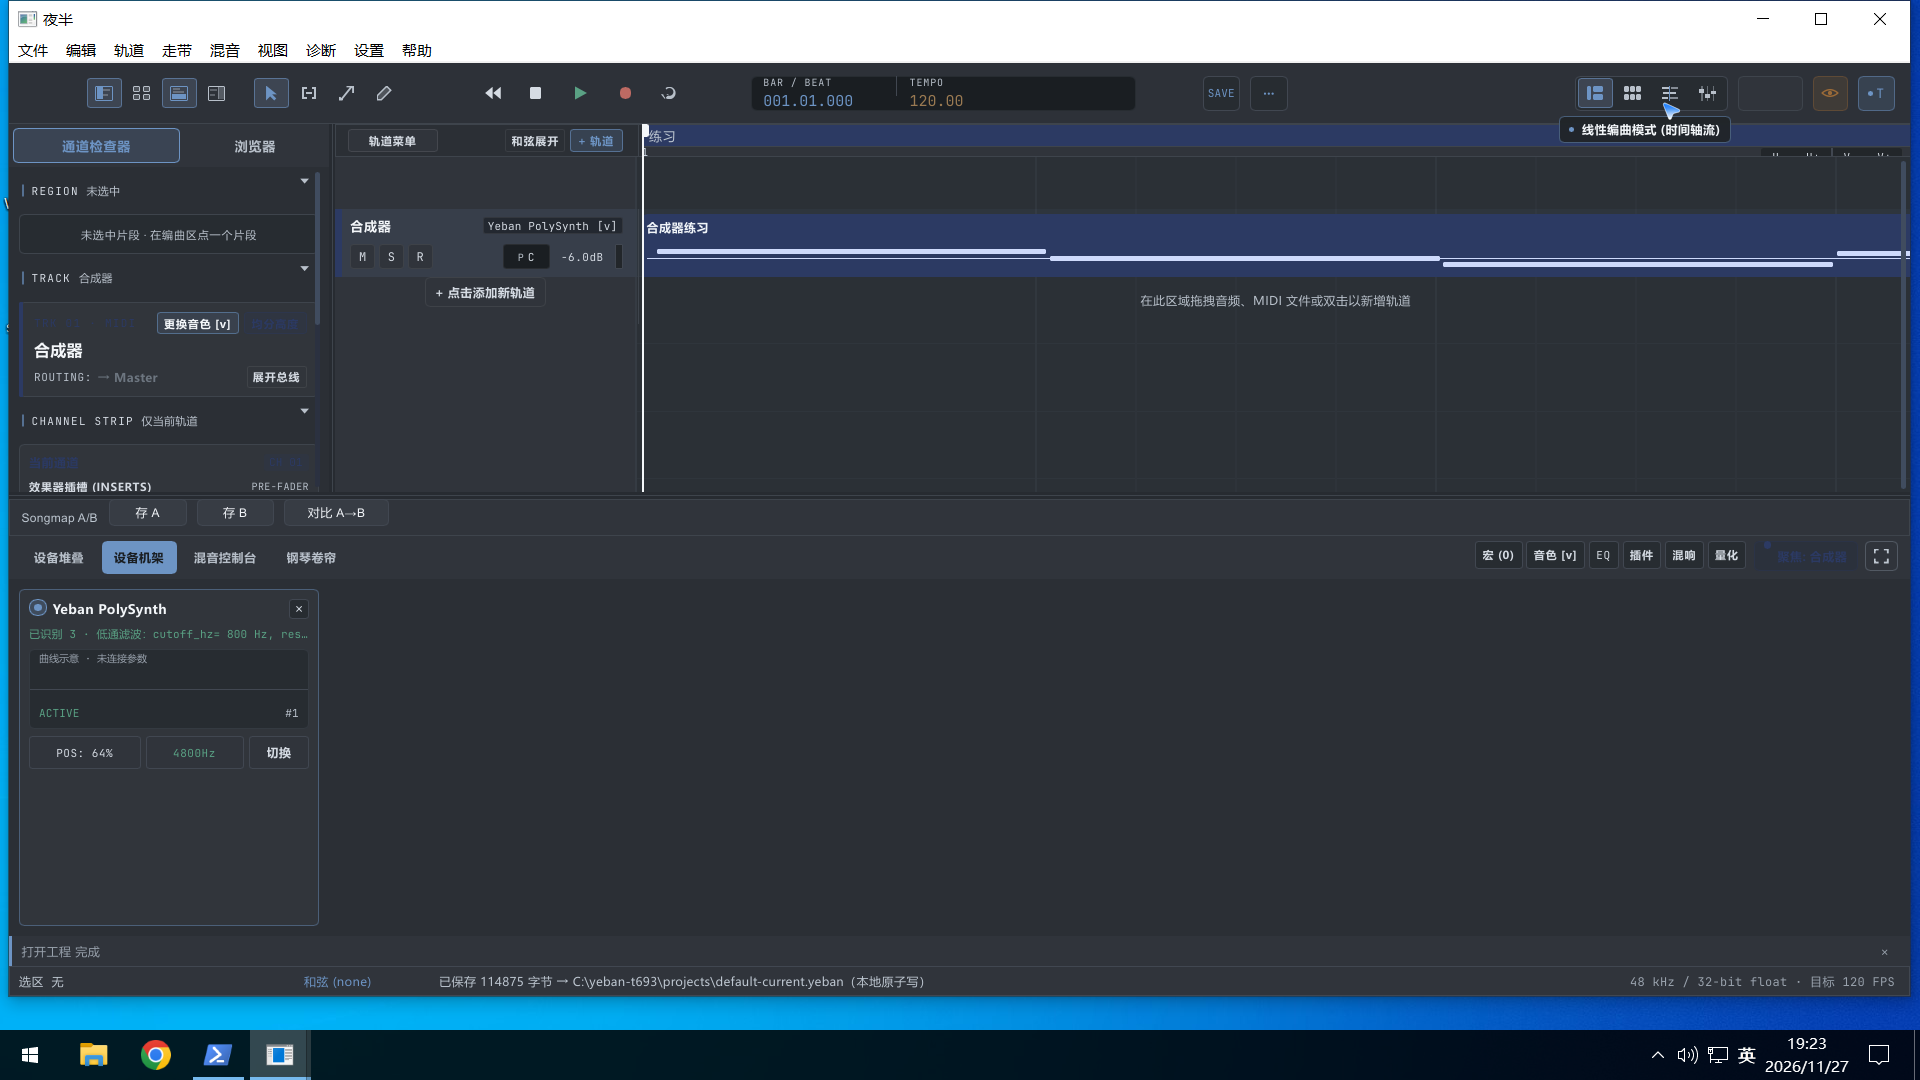 夜半
文件 编辑 轨道 走带 混音 视图 诊断 设置 帮助
BAR / BEAT TEMPO
001.01.000 120.00
SAVE
T
线性编曲模式 (时间轴流)
通道检查器 浏览器
轨道菜单 和弦展开 + 轨道
练习
1
REGION 未选中
未选中片段 · 在编曲区点一个片段
TRACK 合成器
更换音色 [v]
合成器
ROUTING: → Master 展开总线
CHANNEL STRIP 仅当前轨道
效果器插槽 (INSERTS) PRE-FADER
合成器 Yeban PolySynth [v]
M S R P C -6.0dB
+ 点击添加新轨道
合成器练习
在此区域拖拽音频、MIDI 文件或双击以新增轨道
Songmap A/B 存 A 存 B 对比 A→B
设备堆叠 设备机架 混音控制台 钢琴卷帘
宏 (0) 音色 [v] EQ 插件 混响 量化 聚焦: 合成器
Yeban PolySynth ×
已识别 3 · 低通滤波: cutoff_hz= 800 Hz, res…
曲线示意 · 未连接参数
ACTIVE #1
POS: 64% 4800Hz 切换
打开工程 完成 ×
选区 无 和弦 (none) 已保存 114875 字节 → C:\yeban-t693\projects\default-current.yeban（本地原子写） 48 kHz / 32-bit float · 目标 120 FPS
英
19:23
2026/11/27